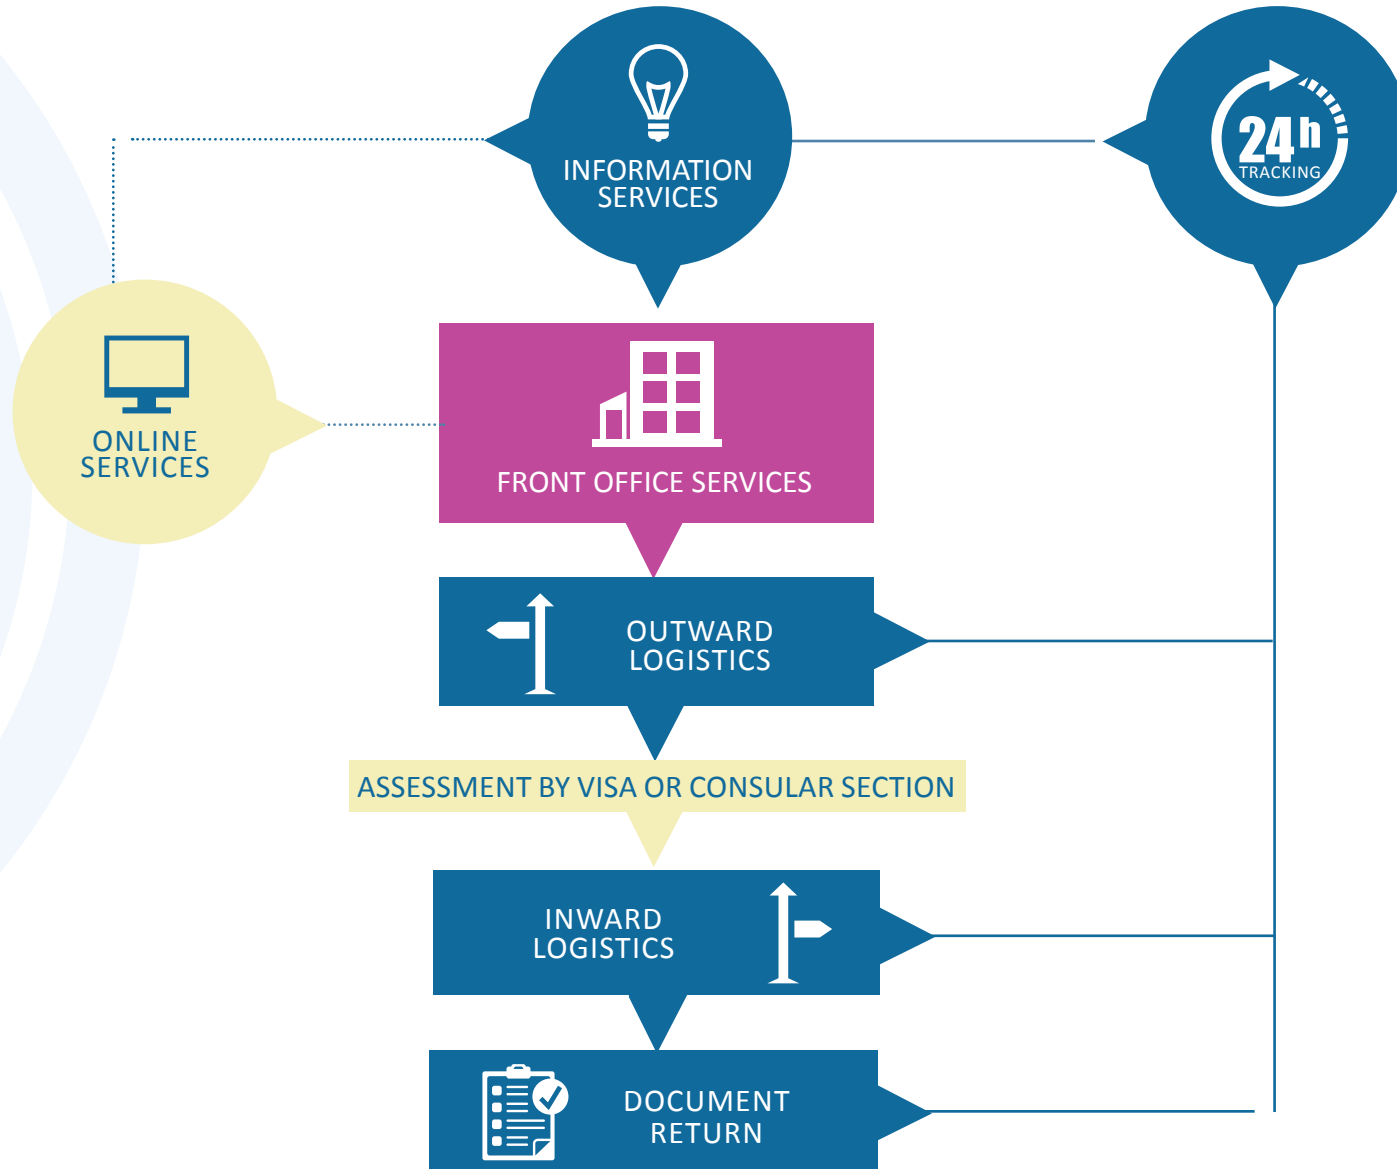 INFORMATION
SERVICES
24h
TRACKING
ONLINE
SERVICES
FRONT OFFICE SERVICES
OUTWARD
LOGISTICS
ASSESSMENT BY VISA OR CONSULAR SECTION
INWARD
LOGISTICS
DOCUMENT
RETURN